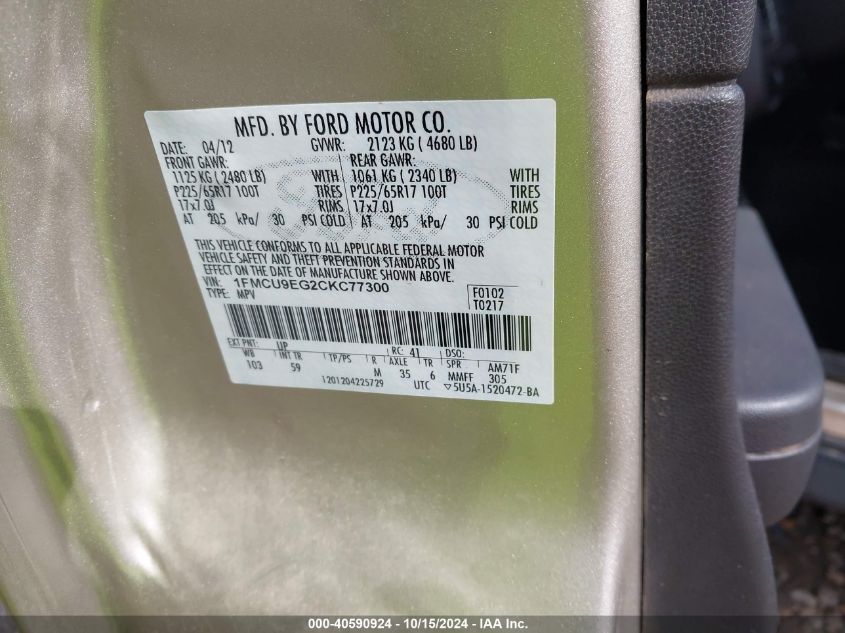 MFD. BY FORD MOTOR CO.
DATE: 04/12 GVWR: 2123 KG ( 4680 LB)
FRONT GAWR: REAR GAWR:
1125 KG ( 2480 LB) WITH 1061 KG ( 2340 LB) WITH
P225/65R17 100T TIRES P225/65R17 100T TIRES
17x7.0J RIMS 17x7.0J RIMS
AT 205 kPa/ 30 PSI COLD AT 205 kPa/ 30 PSI COLD
THIS VEHICLE CONFORMS TO ALL APPLICABLE FEDERAL MOTOR
VEHICLE SAFETY AND THEFT PREVENTION STANDARDS IN
EFFECT ON THE DATE OF MANUFACTURE SHOWN ABOVE.
VIN: 1FMCU9EG2CKC77300 F0102
TYPE: MPV T0217
EXT PNT: UP RC: 41 DSO:
WB INT TR TP/PS R AXLE TR SPR AM71F
103 59 M 35 6 MMFF 305
1201204225729 UTC ▽5U5A-1520472-BA
000-40590924 - 10/15/2024 - IAAI Inc.